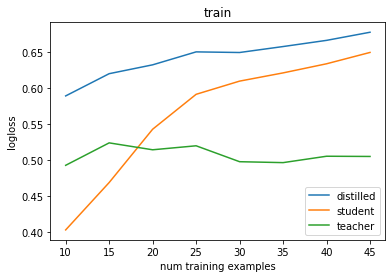 train
logloss
0.65
0.60
0.55
0.50
0.45
0.40
10 15 20 25 30 35 40 45
num training examples
distilled
student
teacher